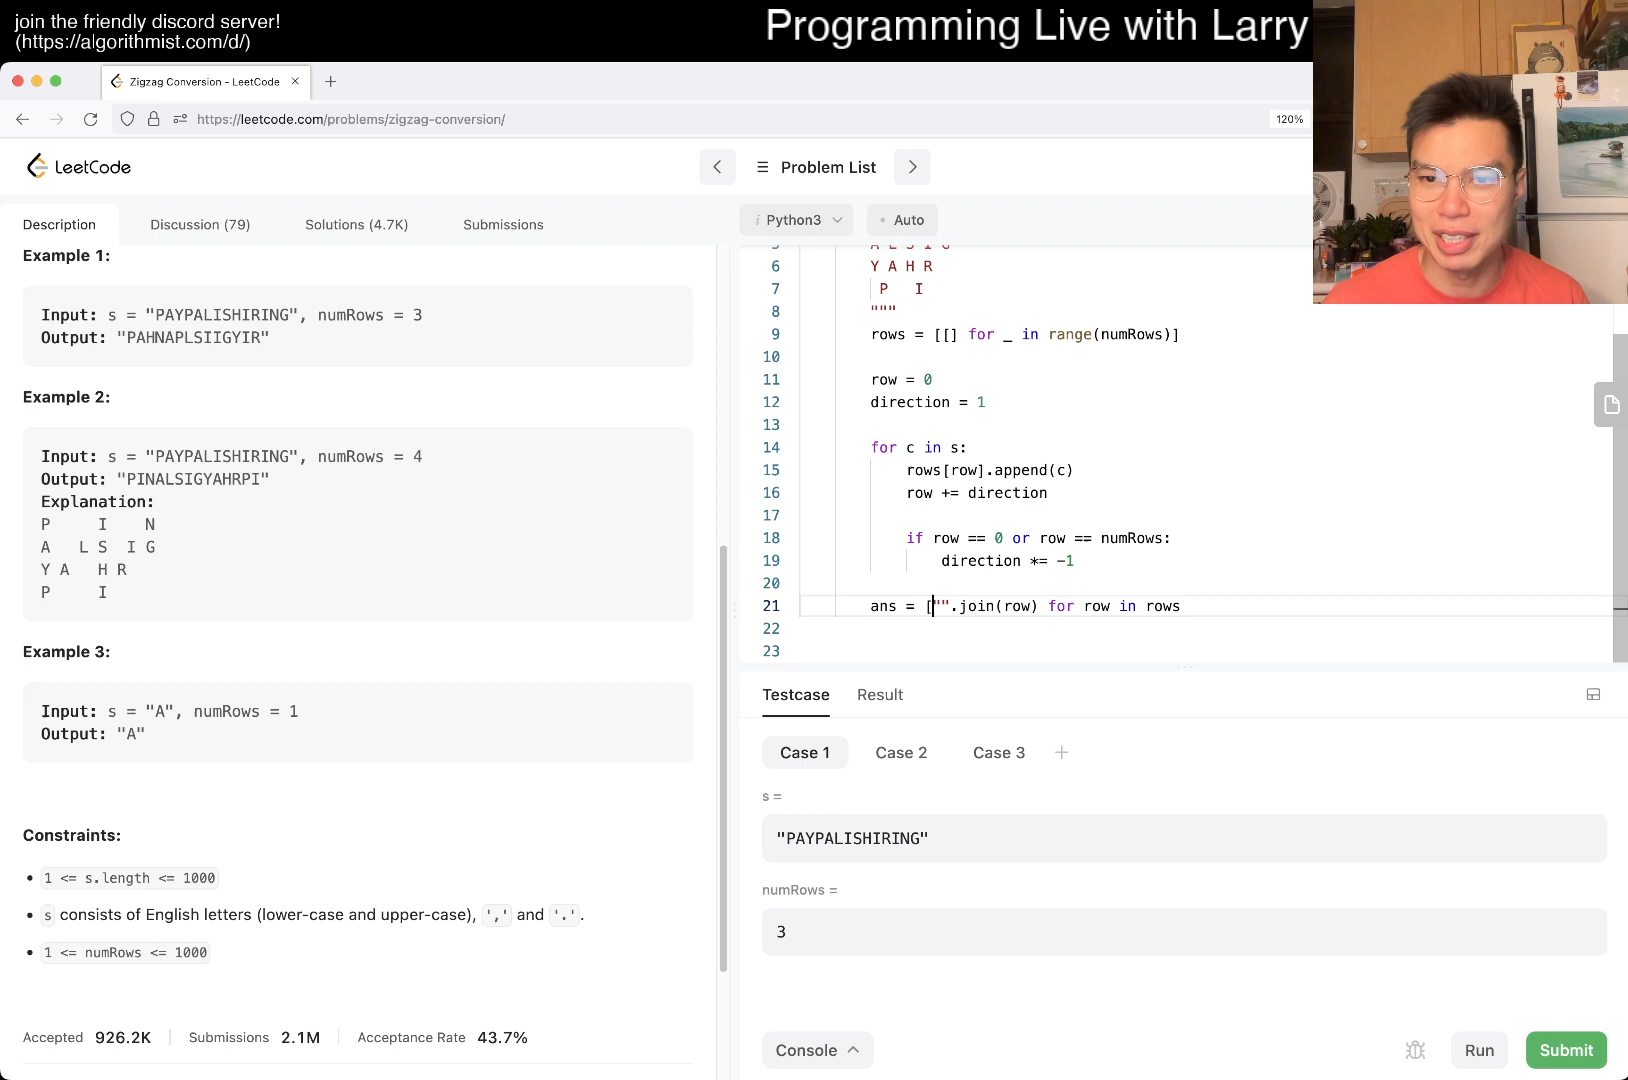 join the friendly discord server!
(https://algorithmist.com/d/)
Programming Live with Larry
Zigzag Conversion - LeetCode
https://leetcode.com/problems/zigzag-conversion/
120%
LeetCode
Problem List
Description
Discussion (79)
Solutions (4.7K)
Submissions
Example 1:
Input: s = "PAYPALISHIRING", numRows = 3
Output: "PAHNAPLSIIGYIR"
Example 2:
Input: s = "PAYPALISHIRING", numRows = 4
Output: "PINALSIGYAHRPI"
Explanation:
P I N
A L S I G
Y A H R
P I
Example 3:
Input: s = "A", numRows = 1
Output: "A"
Constraints:
• 1 <= s.length <= 1000
• s consists of English letters (lower-case and upper-case), ',' and '.'.
• 1 <= numRows <= 1000
Accepted 926.2K
Submissions 2.1M
Acceptance Rate 43.7%
i Python3
• Auto
6 Y A H R
7 P I
8 """
9 rows = [[] for _ in range(numRows)]
10
11 row = 0
12 direction = 1
13
14 for c in s:
15 rows[row].append(c)
16 row += direction
17
18 if row == 0 or row == numRows:
19 direction *= -1
20
21 ans = ["".join(row) for row in rows
22
23
Testcase
Result
Case 1
Case 2
Case 3
s =
"PAYPALISHIRING"
numRows =
3
Console
Run
Submit